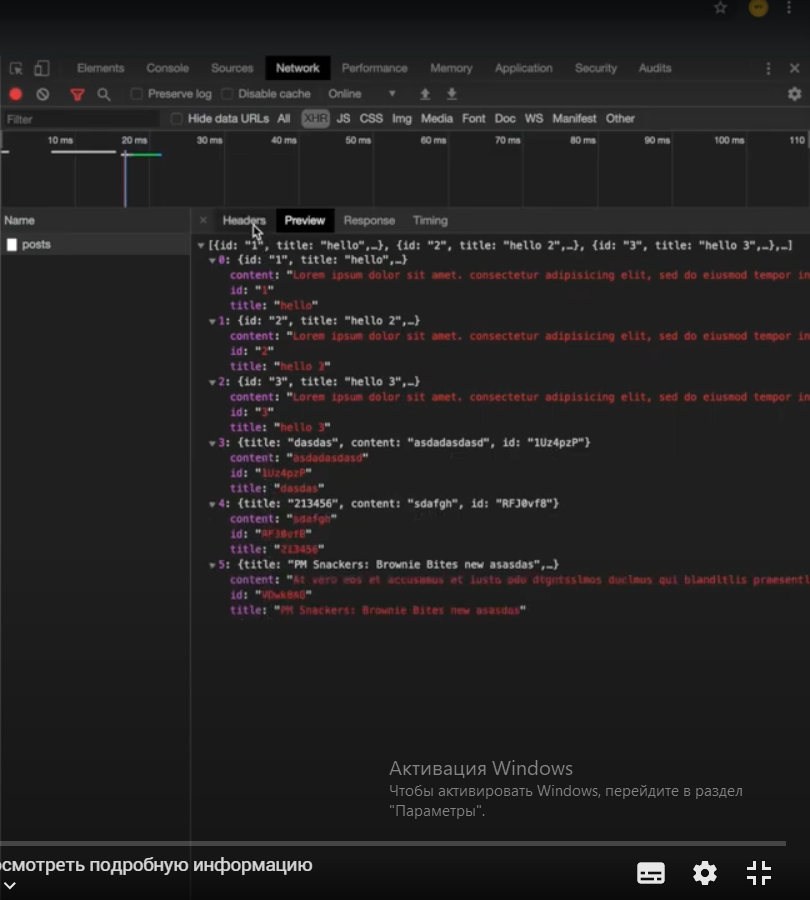 Elements Console Sources Network Performance Memory Application Security Audits
Preserve log Disable cache Online
Filter Hide data URLs All XHR JS CSS Img Media Font Doc WS Manifest Other
10 ms 20 ms 30 ms 40 ms 50 ms 60 ms 70 ms 80 ms 90 ms 100 ms 110
Name × Headers Preview Response Timing
posts
[{id: "1", title: "hello",…}, {id: "2", title: "hello 2",…}, {id: "3", title: "hello 3",…},…]
0: {id: "1", title: "hello",…}
content: "Lorem ipsum dolor sit amet. consectetur adipisicing elit, sed do eiusmod tempor in
id: "1"
title: "hello"
1: {id: "2", title: "hello 2",…}
content: "Lorem ipsum dolor sit amet. consectetur adipisicing elit, sed do eiusmod tempor in
id: "2"
title: "hello 2"
2: {id: "3", title: "hello 3",…}
content: "Lorem ipsum dolor sit amet. consectetur adipisicing elit, sed do eiusmod tempor in
id: "3"
title: "hello 3"
3: {title: "dasdas", content: "asdadasdasd", id: "1Uz4pzP"}
content: "asdadasdasd"
id: "1Uz4pzP"
title: "dasdas"
4: {title: "213456", content: "sdafgh", id: "RFJ0vf8"}
content: "sdafgh"
id: "RFJ0vf8"
title: "213456"
5: {title: "PM Snackers: Brownie Bites new asasdas",…}
content: "At vero eos et accusamus et iusto odio dignissimos ducimus qui blanditiis praesenti
id:
title: "PM Snackers: Brownie Bites new asasdas"
Активация Windows
Чтобы активировать Windows, перейдите в раздел
"Параметры".
осмотреть подробную информацию